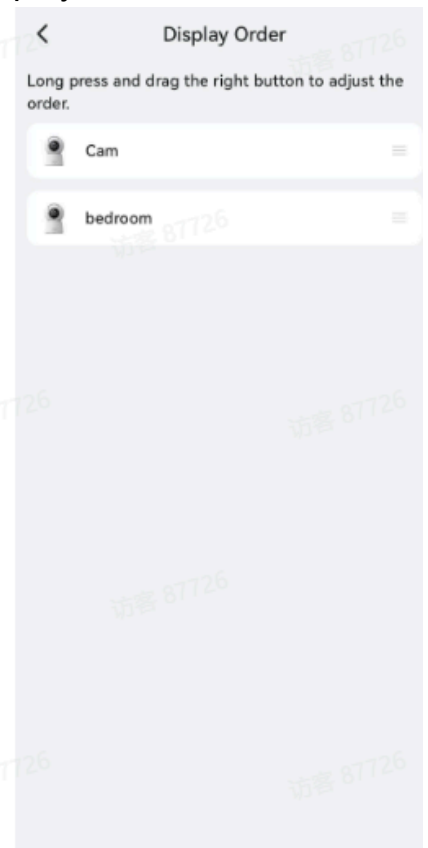 Display Order
Long press and drag the right button to adjust the
order.
Cam
bedroom
访客 87726
访客 87726
访客 87726
访客 87726
访客 87726